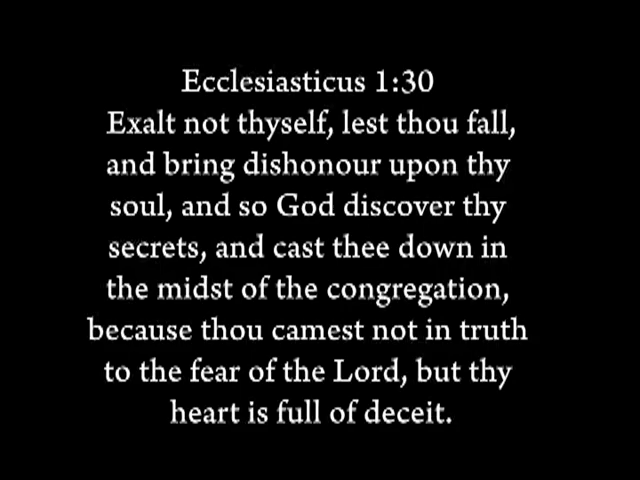 Ecclesiasticus 1:30
Exalt not thyself, lest thou fall,
and bring dishonour upon thy
soul, and so God discover thy
secrets, and cast thee down in
the midst of the congregation,
because thou camest not in truth
to the fear of the Lord, but thy
heart is full of deceit.